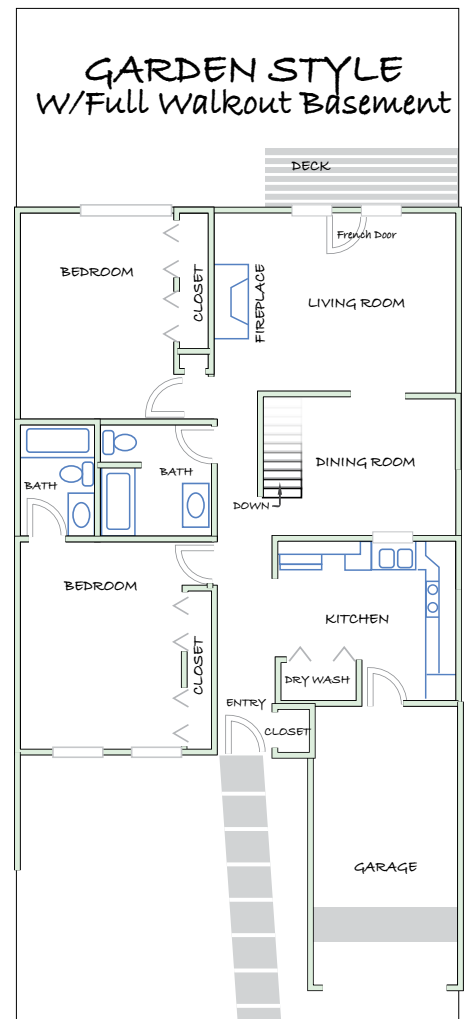 GARDEN STYLE
W/Full Walkout Basement
DECK
French Door
BEDROOM
CLOSET
FIREPLACE
LIVING ROOM
BATH
BATH
DINING ROOM
DOWN
BEDROOM
CLOSET
KITCHEN
DRY WASH
ENTRY
CLOSET
GARAGE